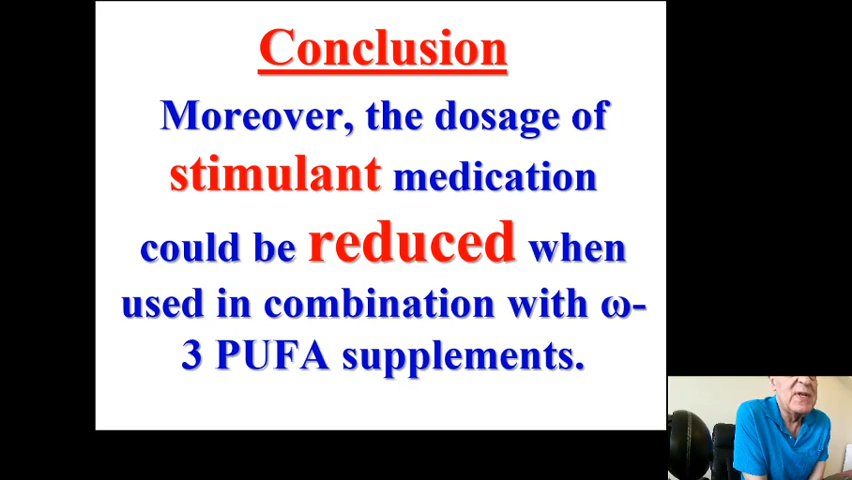 Conclusion
Moreover, the dosage of
stimulant medication
could be reduced when
used in combination with ω-
3 PUFA supplements.